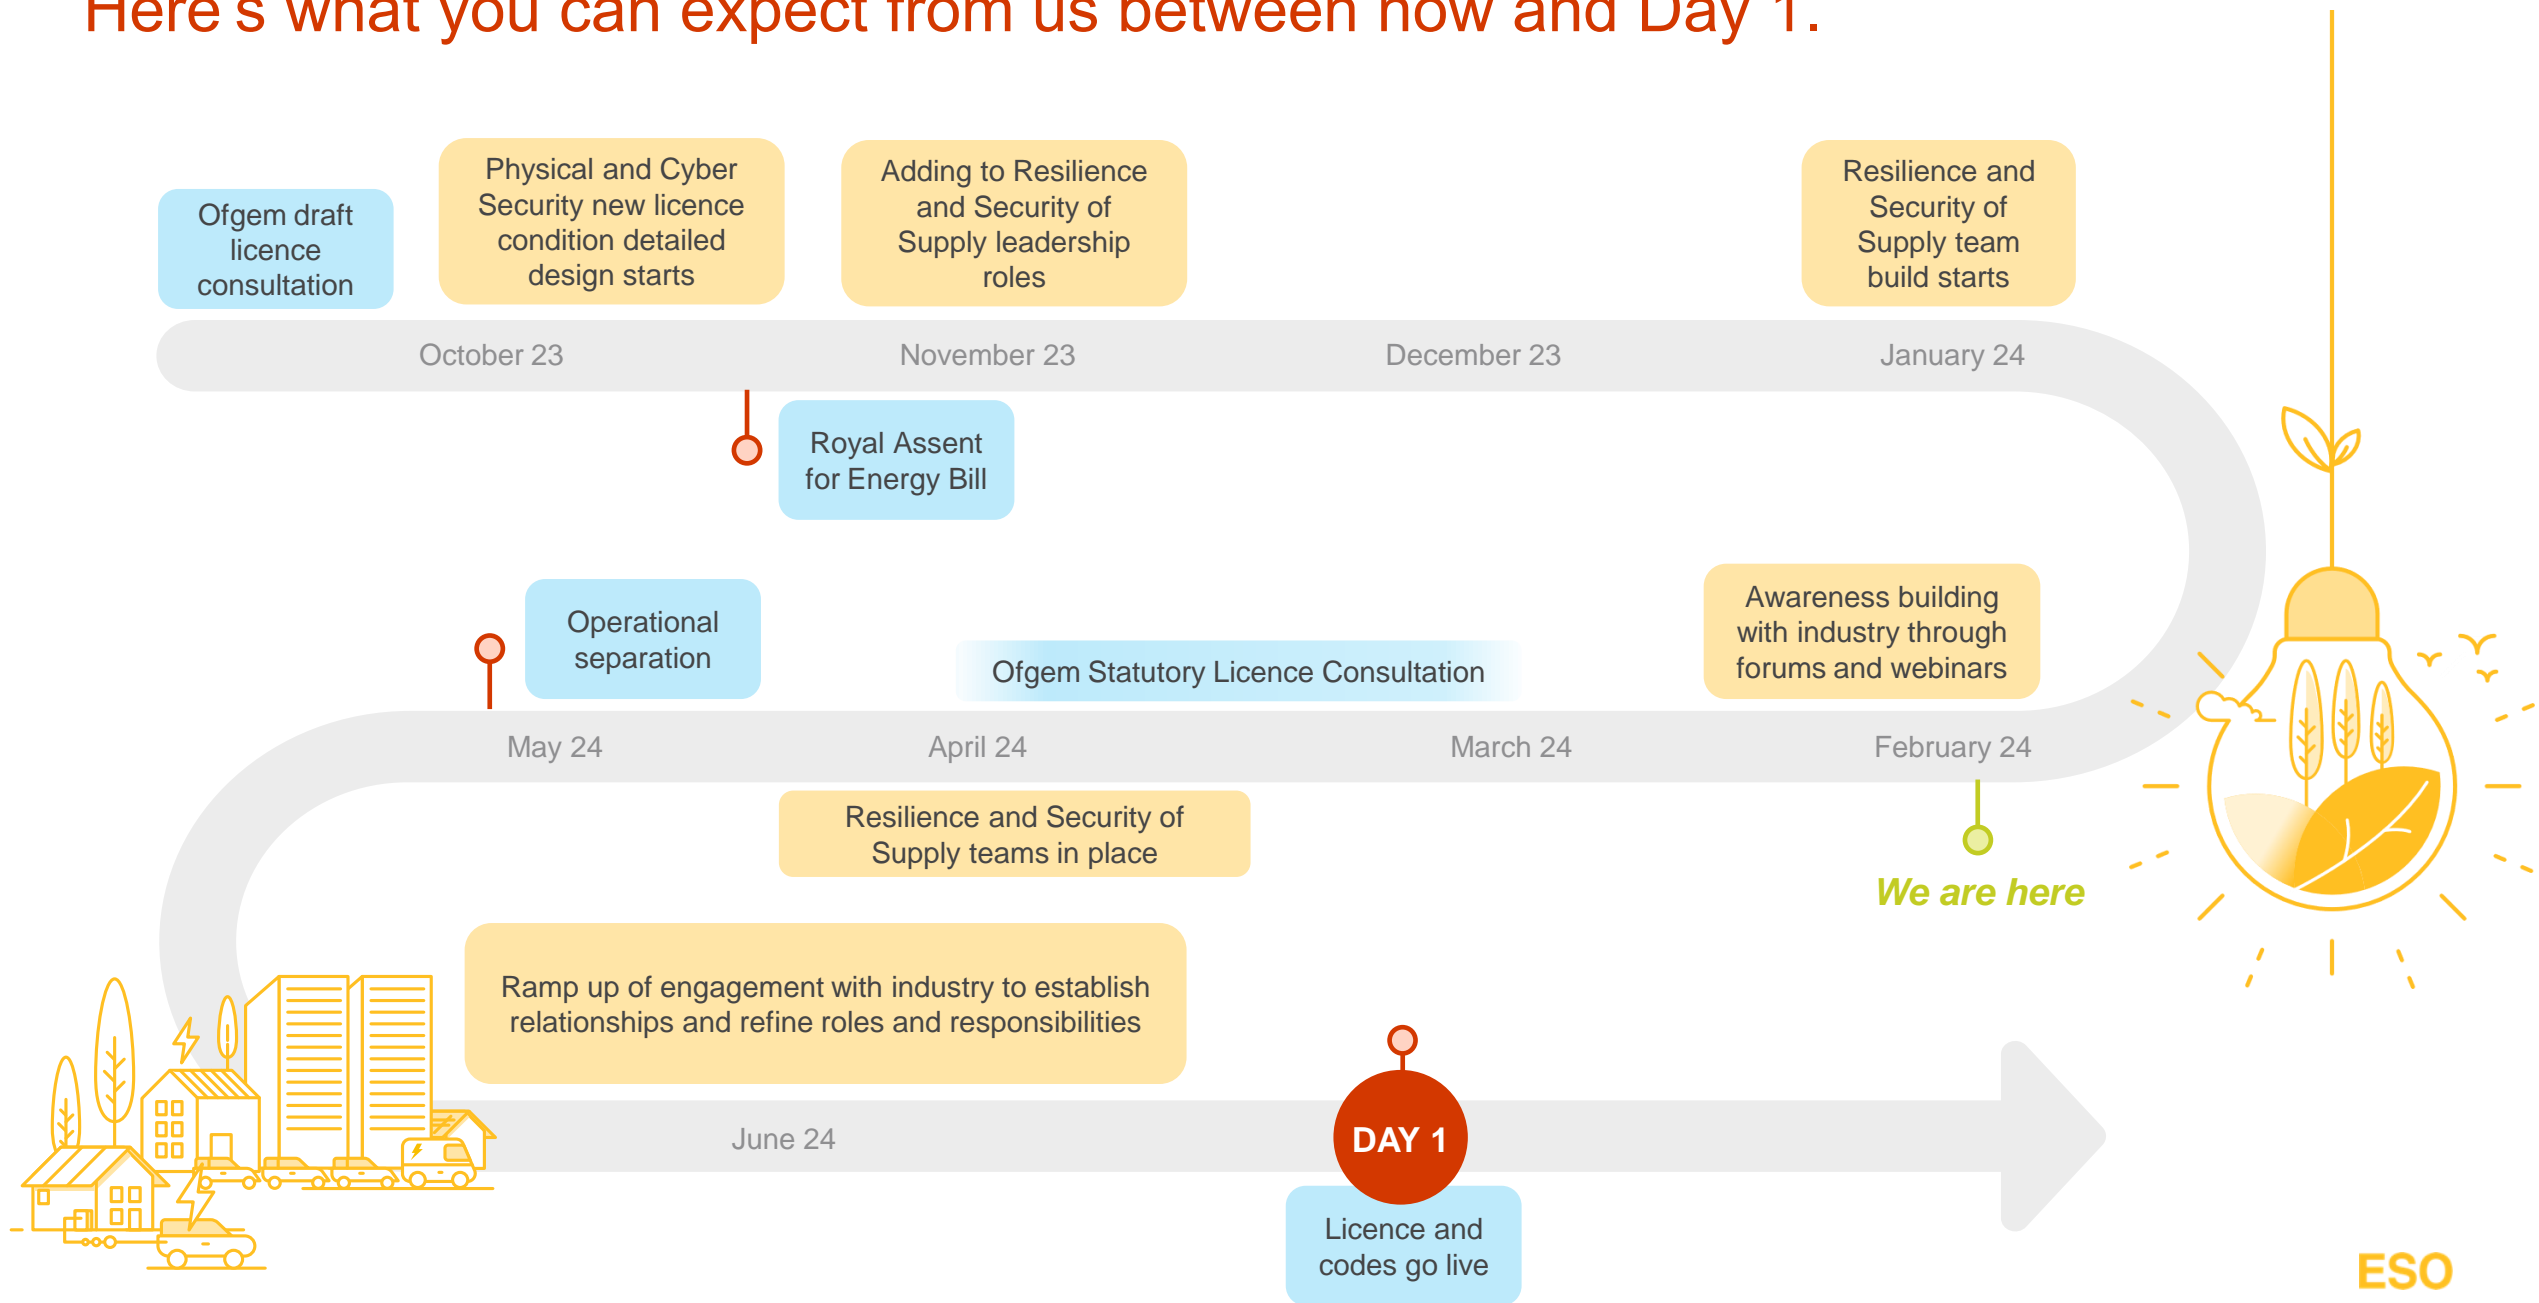 Here's what you can expect from us between now and Day 1.
Ofgem draft
licence
consultation
Physical and Cyber
Security new licence
condition detailed
design starts
Adding to Resilience
and Security of
Supply leadership
roles
Resilience and
Security of
Supply team
build starts
October 23
November 23
December 23
January 24
Royal Assent
for Energy Bill
Operational
separation
Ofgem Statutory Licence Consultation
Awareness building
with industry through
forums and webinars
May 24
April 24
March 24
February 24
Resilience and Security of
Supply teams in place
We are here
Ramp up of engagement with industry to establish
relationships and refine roles and responsibilities
June 24
DAY 1
Licence and
codes go live
ESO